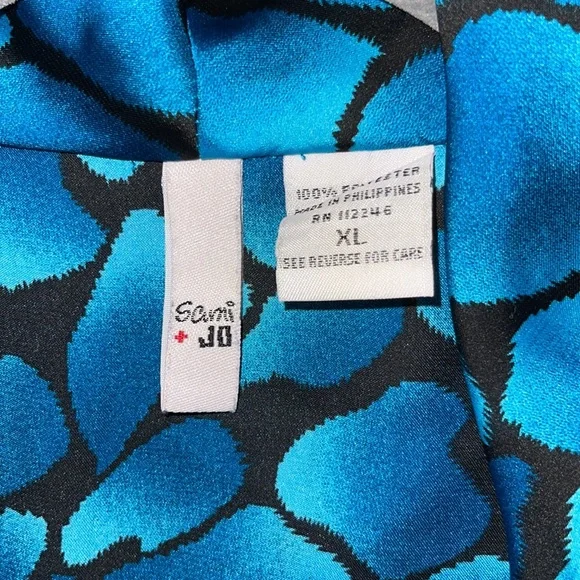 Sami
+ JO
100% POLYESTER
MADE IN PHILIPPINES
RN 112246
XL
SEE REVERSE FOR CARE